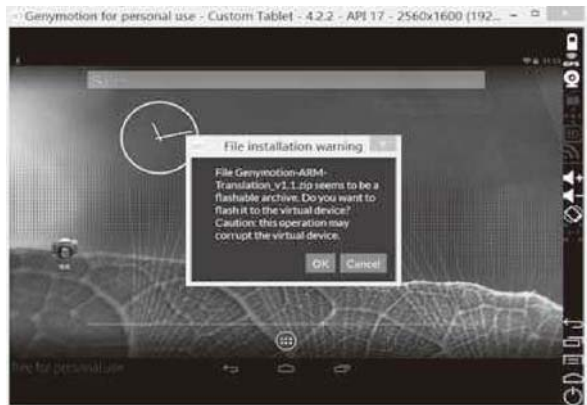 Genymotion for personal use - Custom Tablet - 4.2.2 - API 17 - 2560x1600 (192...
GPS
File installation warning
File Genymotion-ARM-
Translation_v1.1.zip seems to be a
flashable archive. Do you want to
flash it to the virtual device?
Caution: this operation may
corrupt the virtual device.
OK Cancel
free for personal use